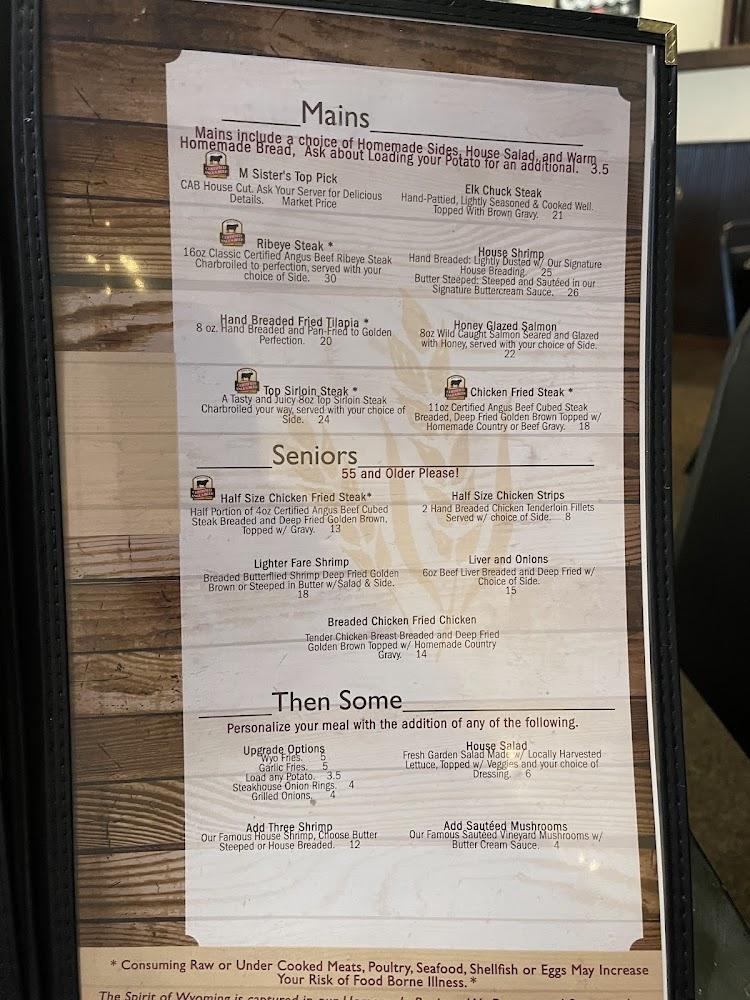 Mains
Mains include a choice of Homemade Sides, House Salad, and Warm
Homemade Bread, Ask about Loading your Potato for an additional. 3.5
M Sister's Top Pick
CAB House Cut. Ask Your Server for Delicious
Details. Market Price
Elk Chuck Steak
Hand-Pattied, Lightly Seasoned & Cooked Well.
Topped With Brown Gravy. 21
Ribeye Steak *
16oz Classic Certified Angus Beef Ribeye Steak
Charbroiled to perfection, served with your
choice of Side. 30
House Shrimp
Hand Breaded: Lightly Dusted w/ Our Signature
House Breading. 25
Butter Steeped: Steeped and Sautéed in our
Signature Buttercream Sauce. 26
Hand Breaded Fried Tilapia *
8 oz. Hand Breaded and Pan-Fried to Golden
Perfection. 20
Honey Glazed Salmon
8oz Wild Caught Salmon Seared and Glazed
with Honey, served with your choice of Side.
22
Top Sirloin Steak *
A Tasty and Juicy 8oz Top Sirloin Steak
Charbroiled your way, served with your choice of
Side. 24
Chicken Fried Steak *
11oz Certified Angus Beef Cubed Steak
Breaded, Deep Fried Golden Brown Topped w/
Homemade Country or Beef Gravy. 18
Seniors
55 and Older Please!
Half Size Chicken Fried Steak*
Half Portion of 4oz Certified Angus Beef Cubed
Steak Breaded and Deep Fried Golden Brown,
Topped w/ Gravy. 13
Half Size Chicken Strips
2 Hand Breaded Chicken Tenderloin Fillets
Served w/ choice of Side. 8
Lighter Fare Shrimp
Breaded Butterflied Shrimp Deep Fried Golden
Brown or Steeped in Butter w/Salad & Side.
18
Liver and Onions
6oz Beef Liver Breaded and Deep Fried w/
Choice of Side.
15
Breaded Chicken Fried Chicken
Tender Chicken Breast Breaded and Deep Fried
Golden Brown Topped w/ Homemade Country
Gravy. 14
Then Some
Personalize your meal with the addition of any of the following.
Upgrade Options
Wyo Fries. 5
Garlic Fries. 5
Load any Potato. 3.5
Steakhouse Onion Rings. 4
Grilled Onions. 4
House Salad
Fresh Garden Salad Made w/ Locally Harvested
Lettuce, Topped w/ Veggies and your choice of
Dressing. 6
Add Three Shrimp
Our Famous House Shrimp, Choose Butter
Steeped or House Breaded. 12
Add Sautéed Mushrooms
Our Famous Sautéed Vineyard Mushrooms w/
Butter Cream Sauce. 4
* Consuming Raw or Under Cooked Meats, Poultry, Seafood, Shellfish or Eggs May Increase
Your Risk of Food Borne Illness. *
The Spirit of Wyoming is captured in our